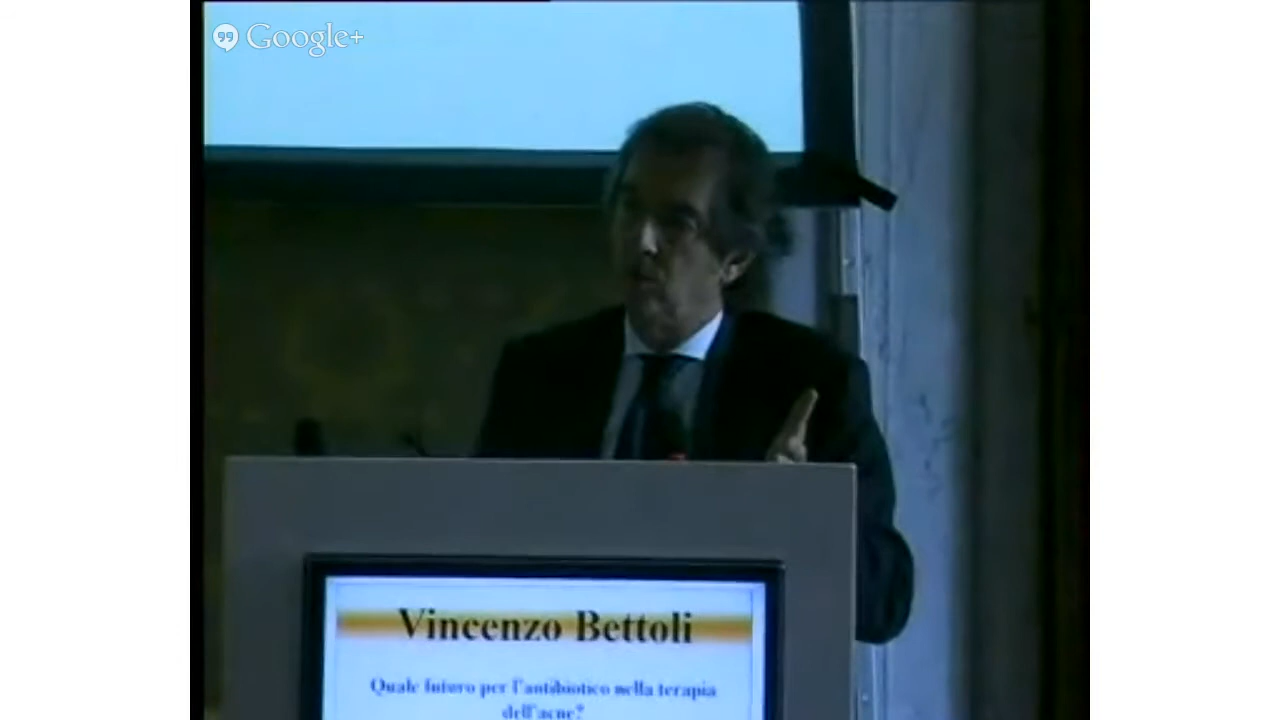 Google+
Vincenzo Bettoli
Quale futuro per l'antibiotico nella terapia
dell'acne?